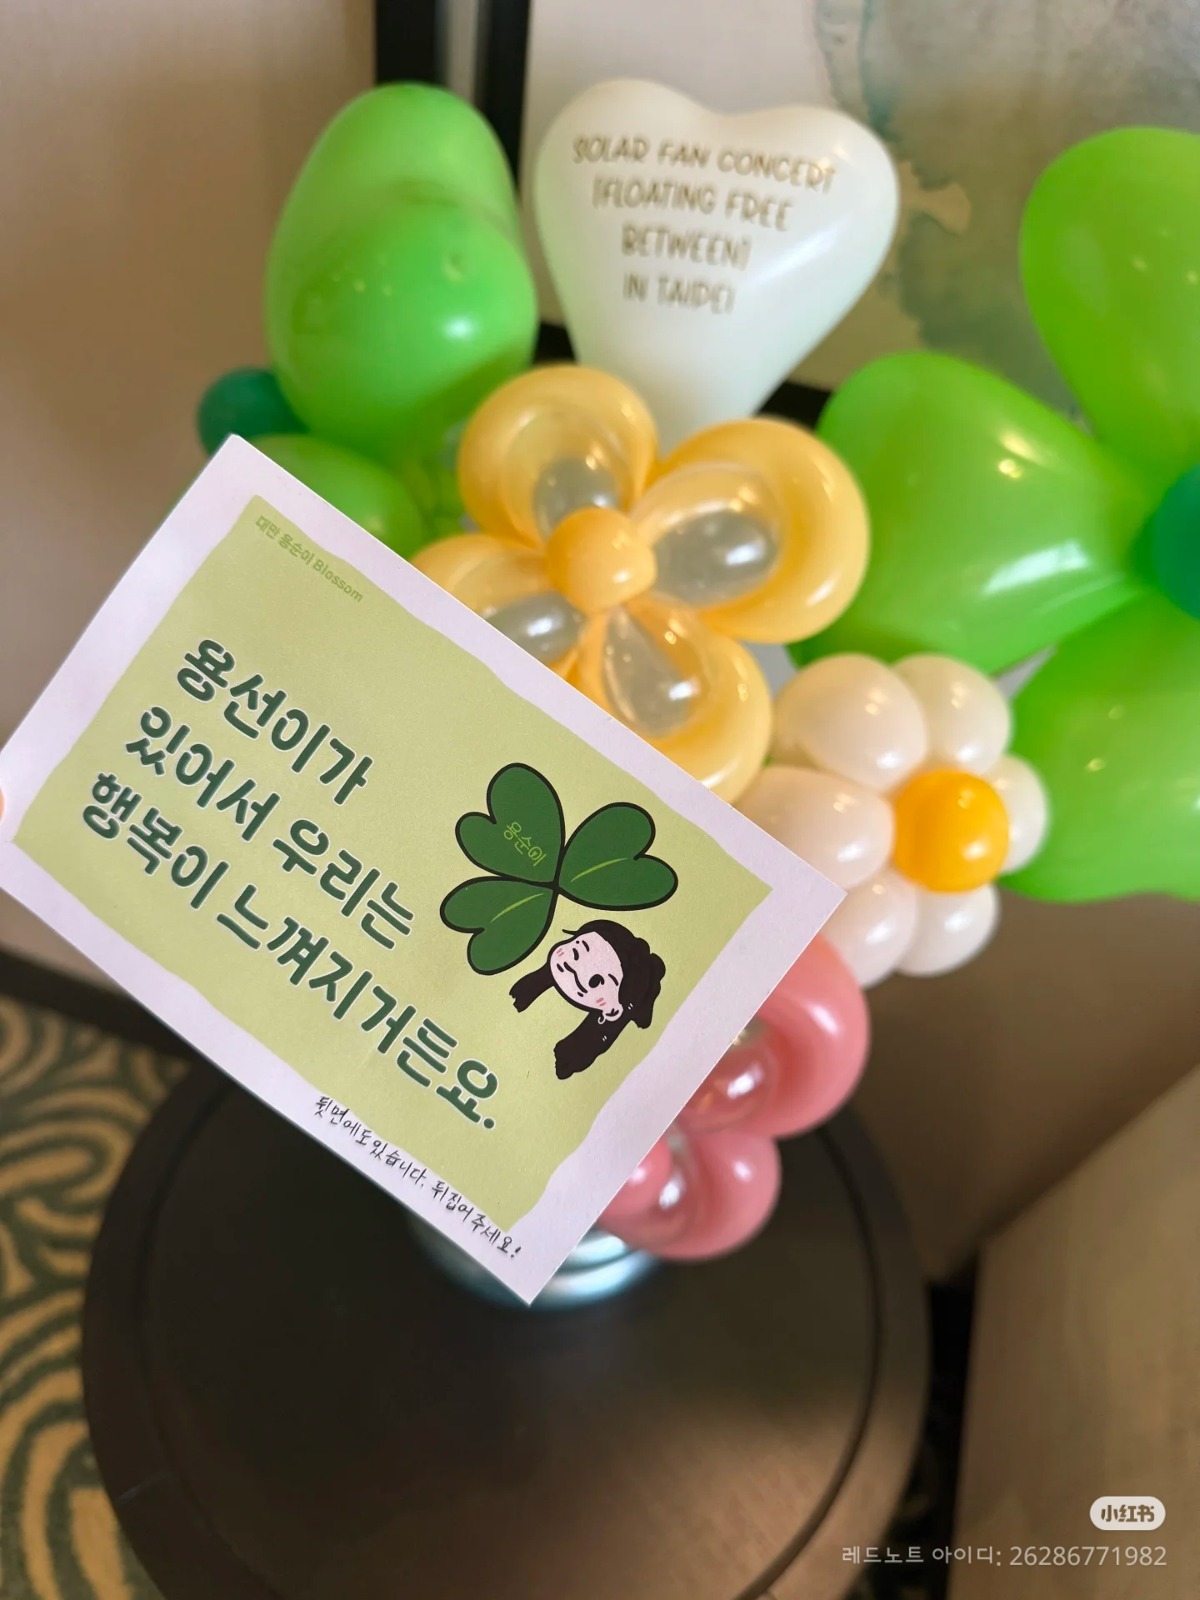 SOLAR FAN CONCERT
[FLOATING FREE
BETWEEN]
IN TAIPEI
대만 용순이 Blossom
용선이가
있어서 우리는
행복이 느껴지거든요.
용순이
뒷면에도 있습니다. 뒤집어 주세요!
小红书
레드노트 아이디: 26286771982